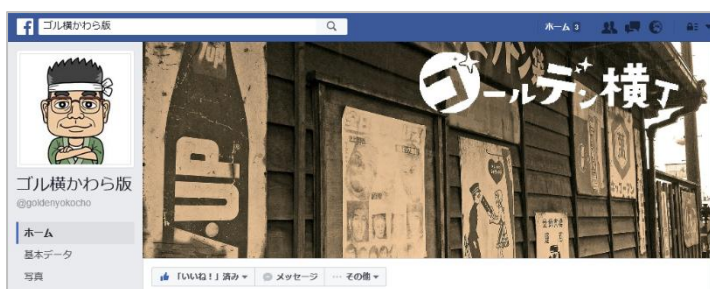 ゴル横かわら版
ホーム 3
ゴールデン横丁
UP
ゴル横かわら版
@goldenyokocho
ホーム
基本データ
写真
「いいね！」済み
メッセージ
… その他